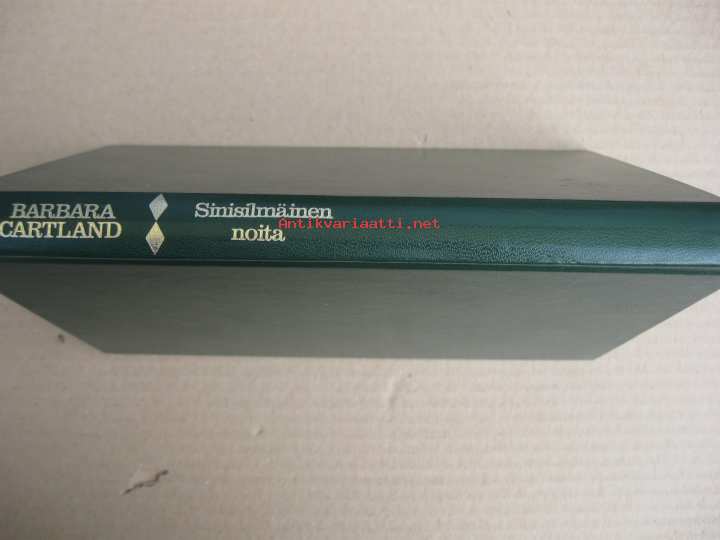 BARBARA
CARTLAND
Sinisilmäinen
noita
Antikvariaatti.net